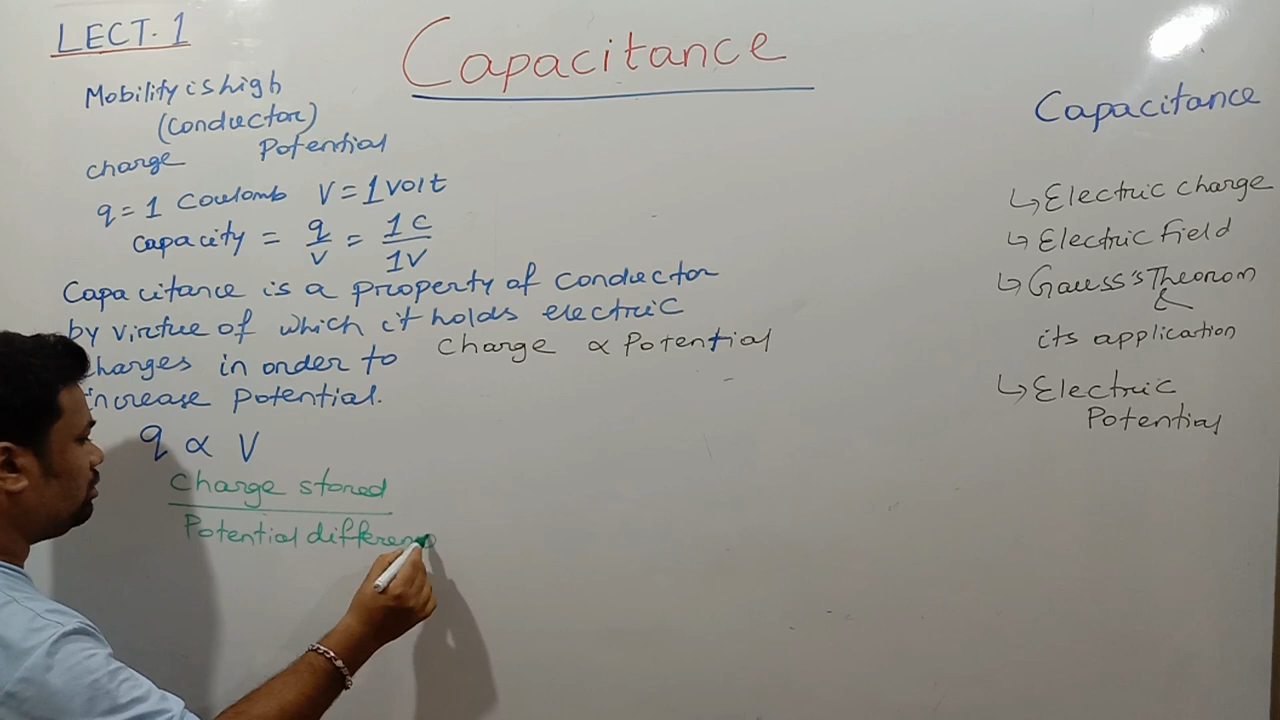 LECT. 1
Capacitance
Mobility is high
(conductor)
charge Potential
q = 1 Coulomb V = 1 volt
Capacity = q/v = 1C/1V
Capacitance is a property of conductor
by virtue of which it holds electric
charges in order to
increase potential.
Charge ∝ Potential
q ∝ V
Charge stored
Potential differenc
Capacitance
↳ Electric charge
↳ Electric field
↳ Gauss's Theorom
&
its application
↳ Electric
Potential